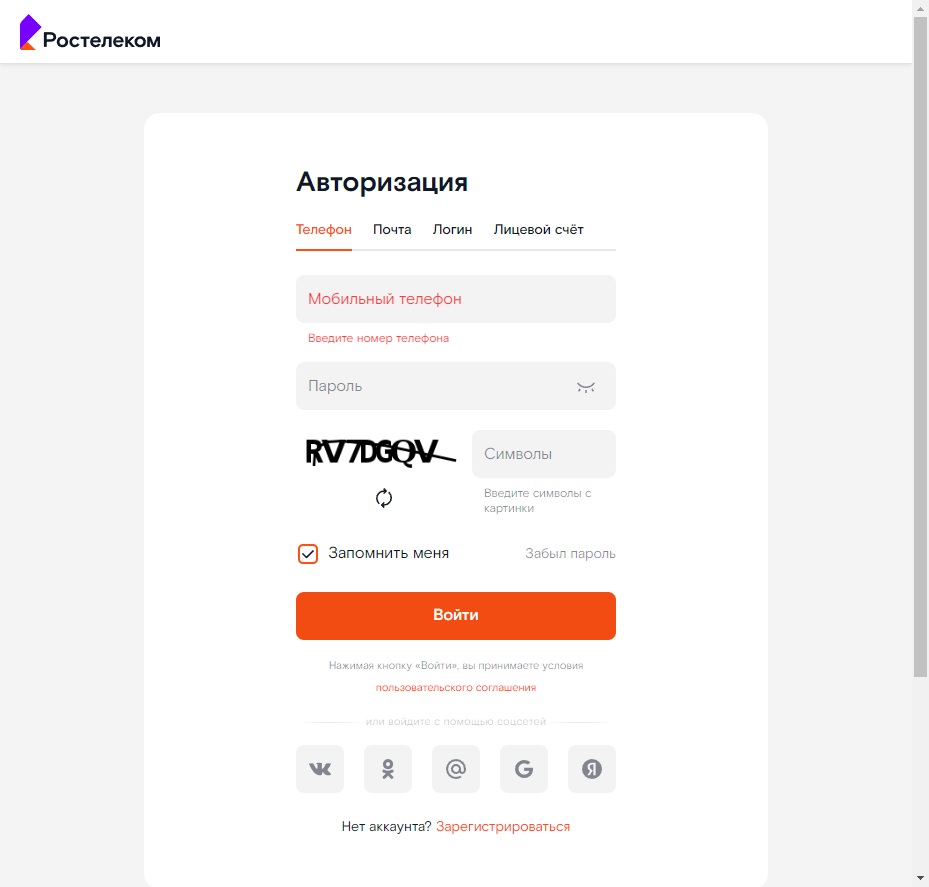 Ростелеком
Авторизация
Телефон Почта Логин Лицевой счёт
Мобильный телефон
Введите номер телефона
Пароль
RV7DGQV
Символы
Введите символы с
картинки
Запомнить меня Забыл пароль
Войти
Нажимая кнопку «Войти», вы принимаете условия
пользовательского соглашения
или войдите с помощью соцсетей
Нет аккаунта? Зарегистрироваться